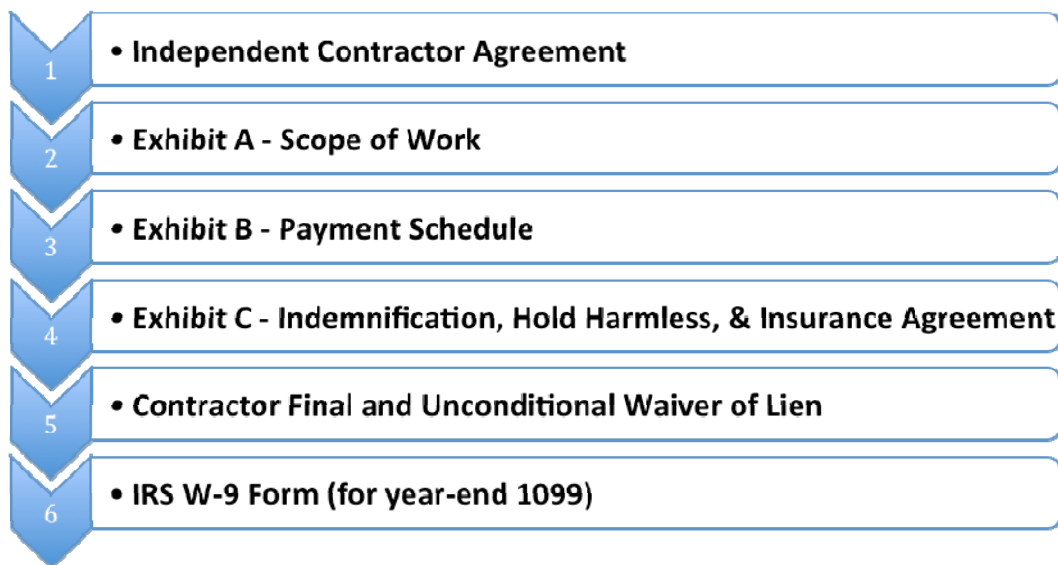 1 • Independent Contractor Agreement
2 • Exhibit A - Scope of Work
3 • Exhibit B - Payment Schedule
4 • Exhibit C - Indemnification, Hold Harmless, & Insurance Agreement
5 • Contractor Final and Unconditional Waiver of Lien
6 • IRS W-9 Form (for year-end 1099)